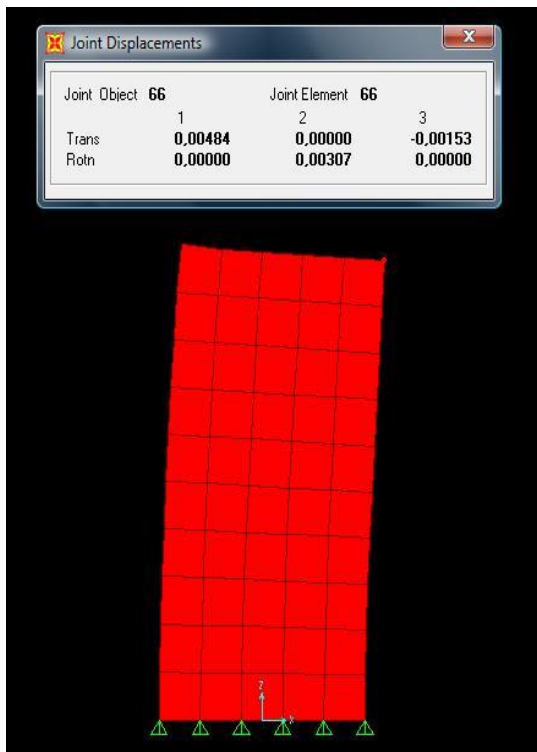 Joint Displacements
Joint Object 66 Joint Element 66
1 2 3
Trans 0,00484 0,00000 -0,00153
Rotn 0,00000 0,00307 0,00000
Z
X